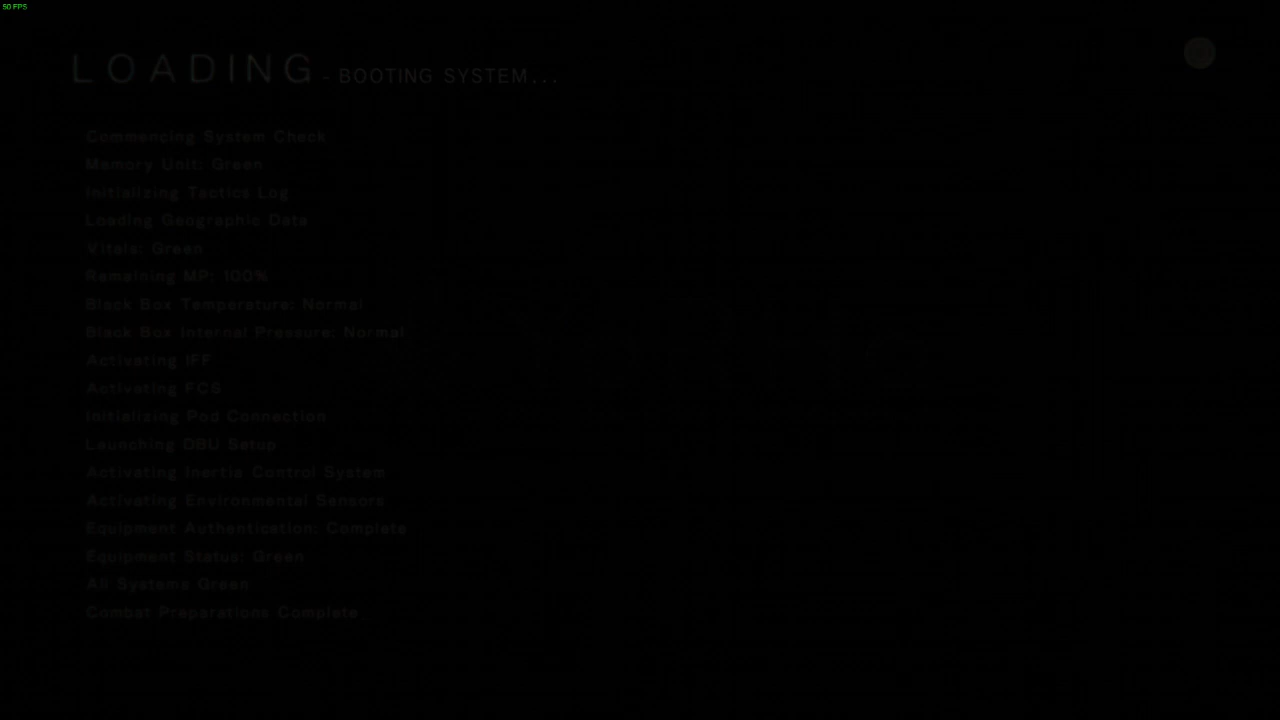 50 FPS
LOADING - BOOTING SYSTEM...
Commencing System Check
Memory Unit: Green
Initializing Tactics Log
Loading Geographic Data
Vitals: Green
Remaining MP: 100%
Black Box Temperature: Normal
Black Box Internal Pressure: Normal
Activating IFF
Activating FCS
Initializing Pod Connection
Launching DBU Setup
Activating Inertia Control System
Activating Environmental Sensors
Equipment Authentication: Complete
Equipment Status: Green
All Systems Green
Combat Preparations Complete